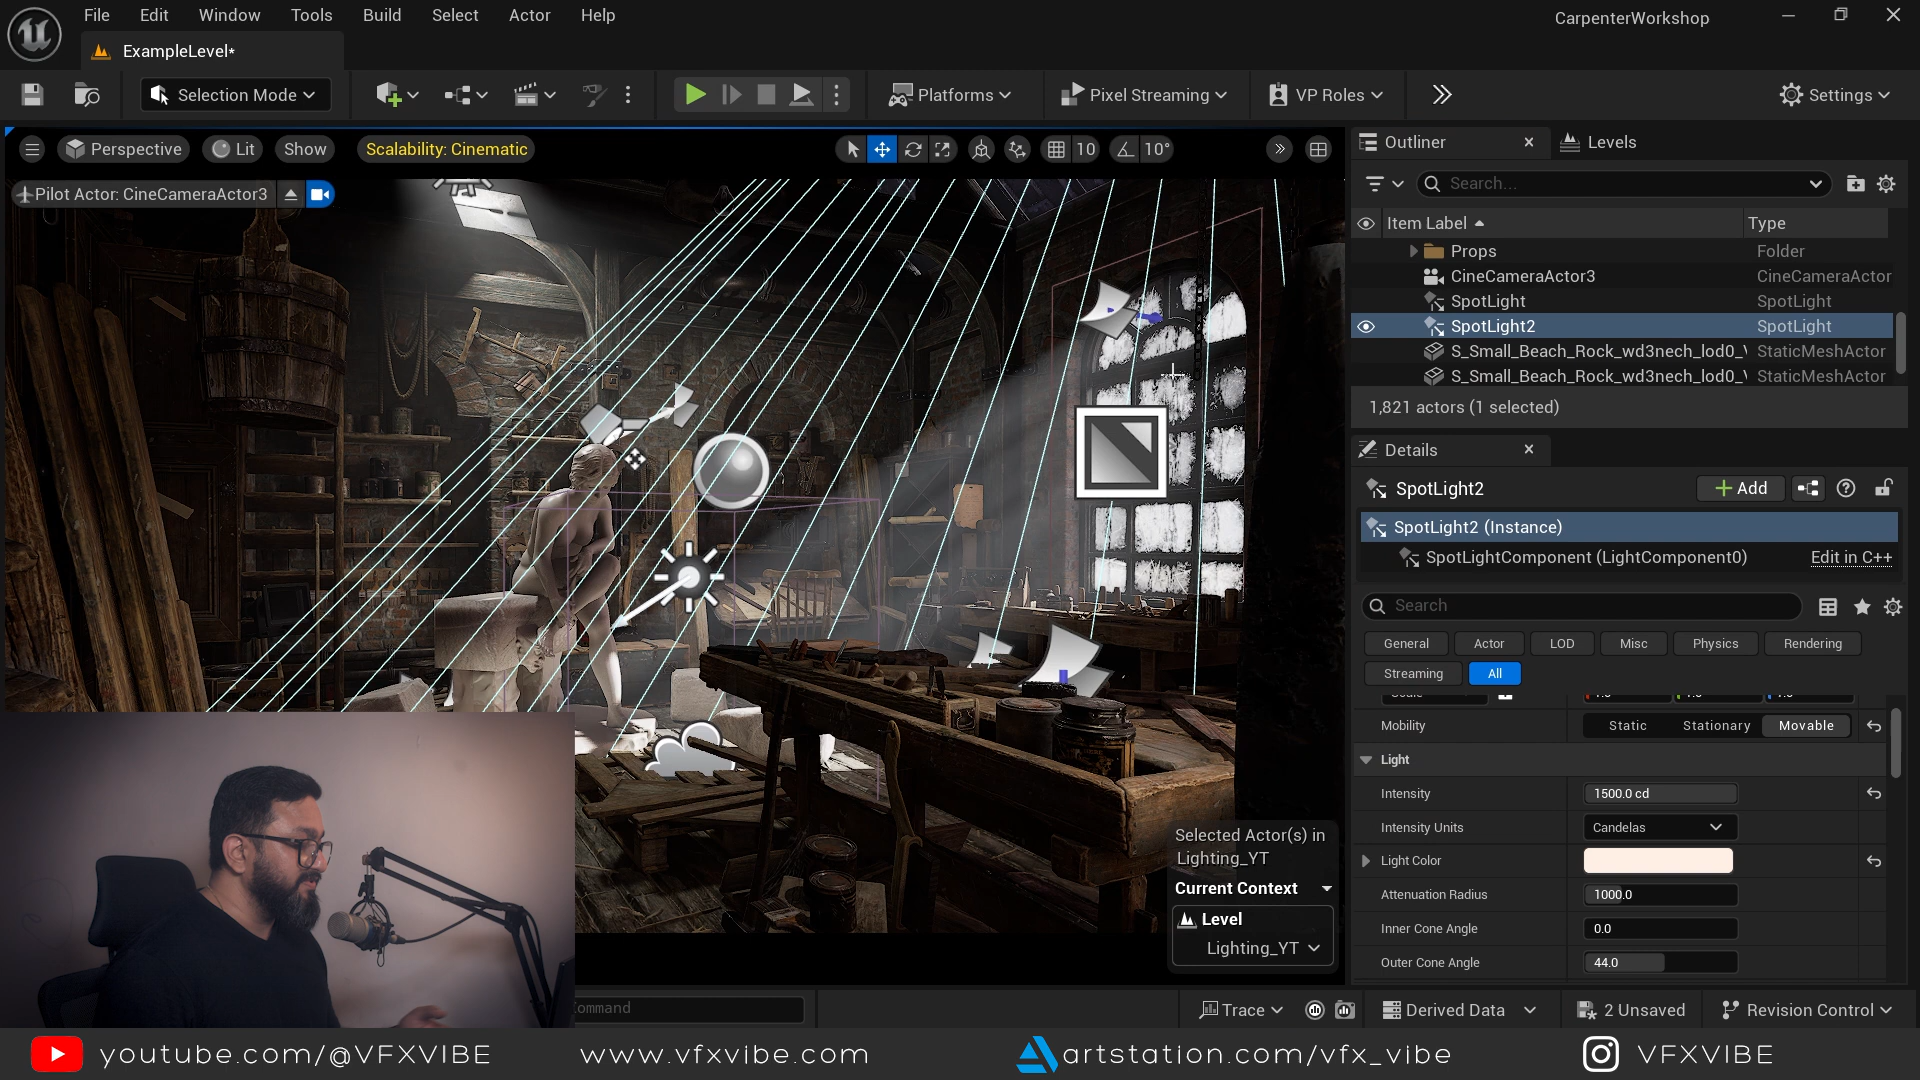 File Edit Window Tools Build Select Actor Help
CarpenterWorkshop
ExampleLevel*
Selection Mode
Platforms
Pixel Streaming
VP Roles
Settings
Perspective Lit Show Scalability: Cinematic
10 10°
Pilot Actor: CineCameraActor3
Outliner Levels
Search...
Item Label Type
Props Folder
CineCameraActor3 CineCameraActor
SpotLight SpotLight
SpotLight2 SpotLight
S_Small_Beach_Rock_wd3nech_lod0_V StaticMeshActor
S_Small_Beach_Rock_wd3nech_lod0_V StaticMeshActor
1,821 actors (1 selected)
Details
SpotLight2 Add
SpotLight2 (Instance)
SpotLightComponent (LightComponent0) Edit in C++
Search
General Actor LOD Misc Physics Rendering
Streaming All
Mobility Static Stationary Movable
Light
Intensity 1500.0 cd
Intensity Units Candelas
Light Color
Attenuation Radius 1000.0
Inner Cone Angle 0.0
Outer Cone Angle 44.0
Selected Actor(s) in
Lighting_YT
Current Context
Level
Lighting_YT
ommand
Trace Derived Data 2 Unsaved Revision Control
youtube.com/@VFXVIBE www.vfxvibe.com artstation.com/vfx_vibe VFXVIBE